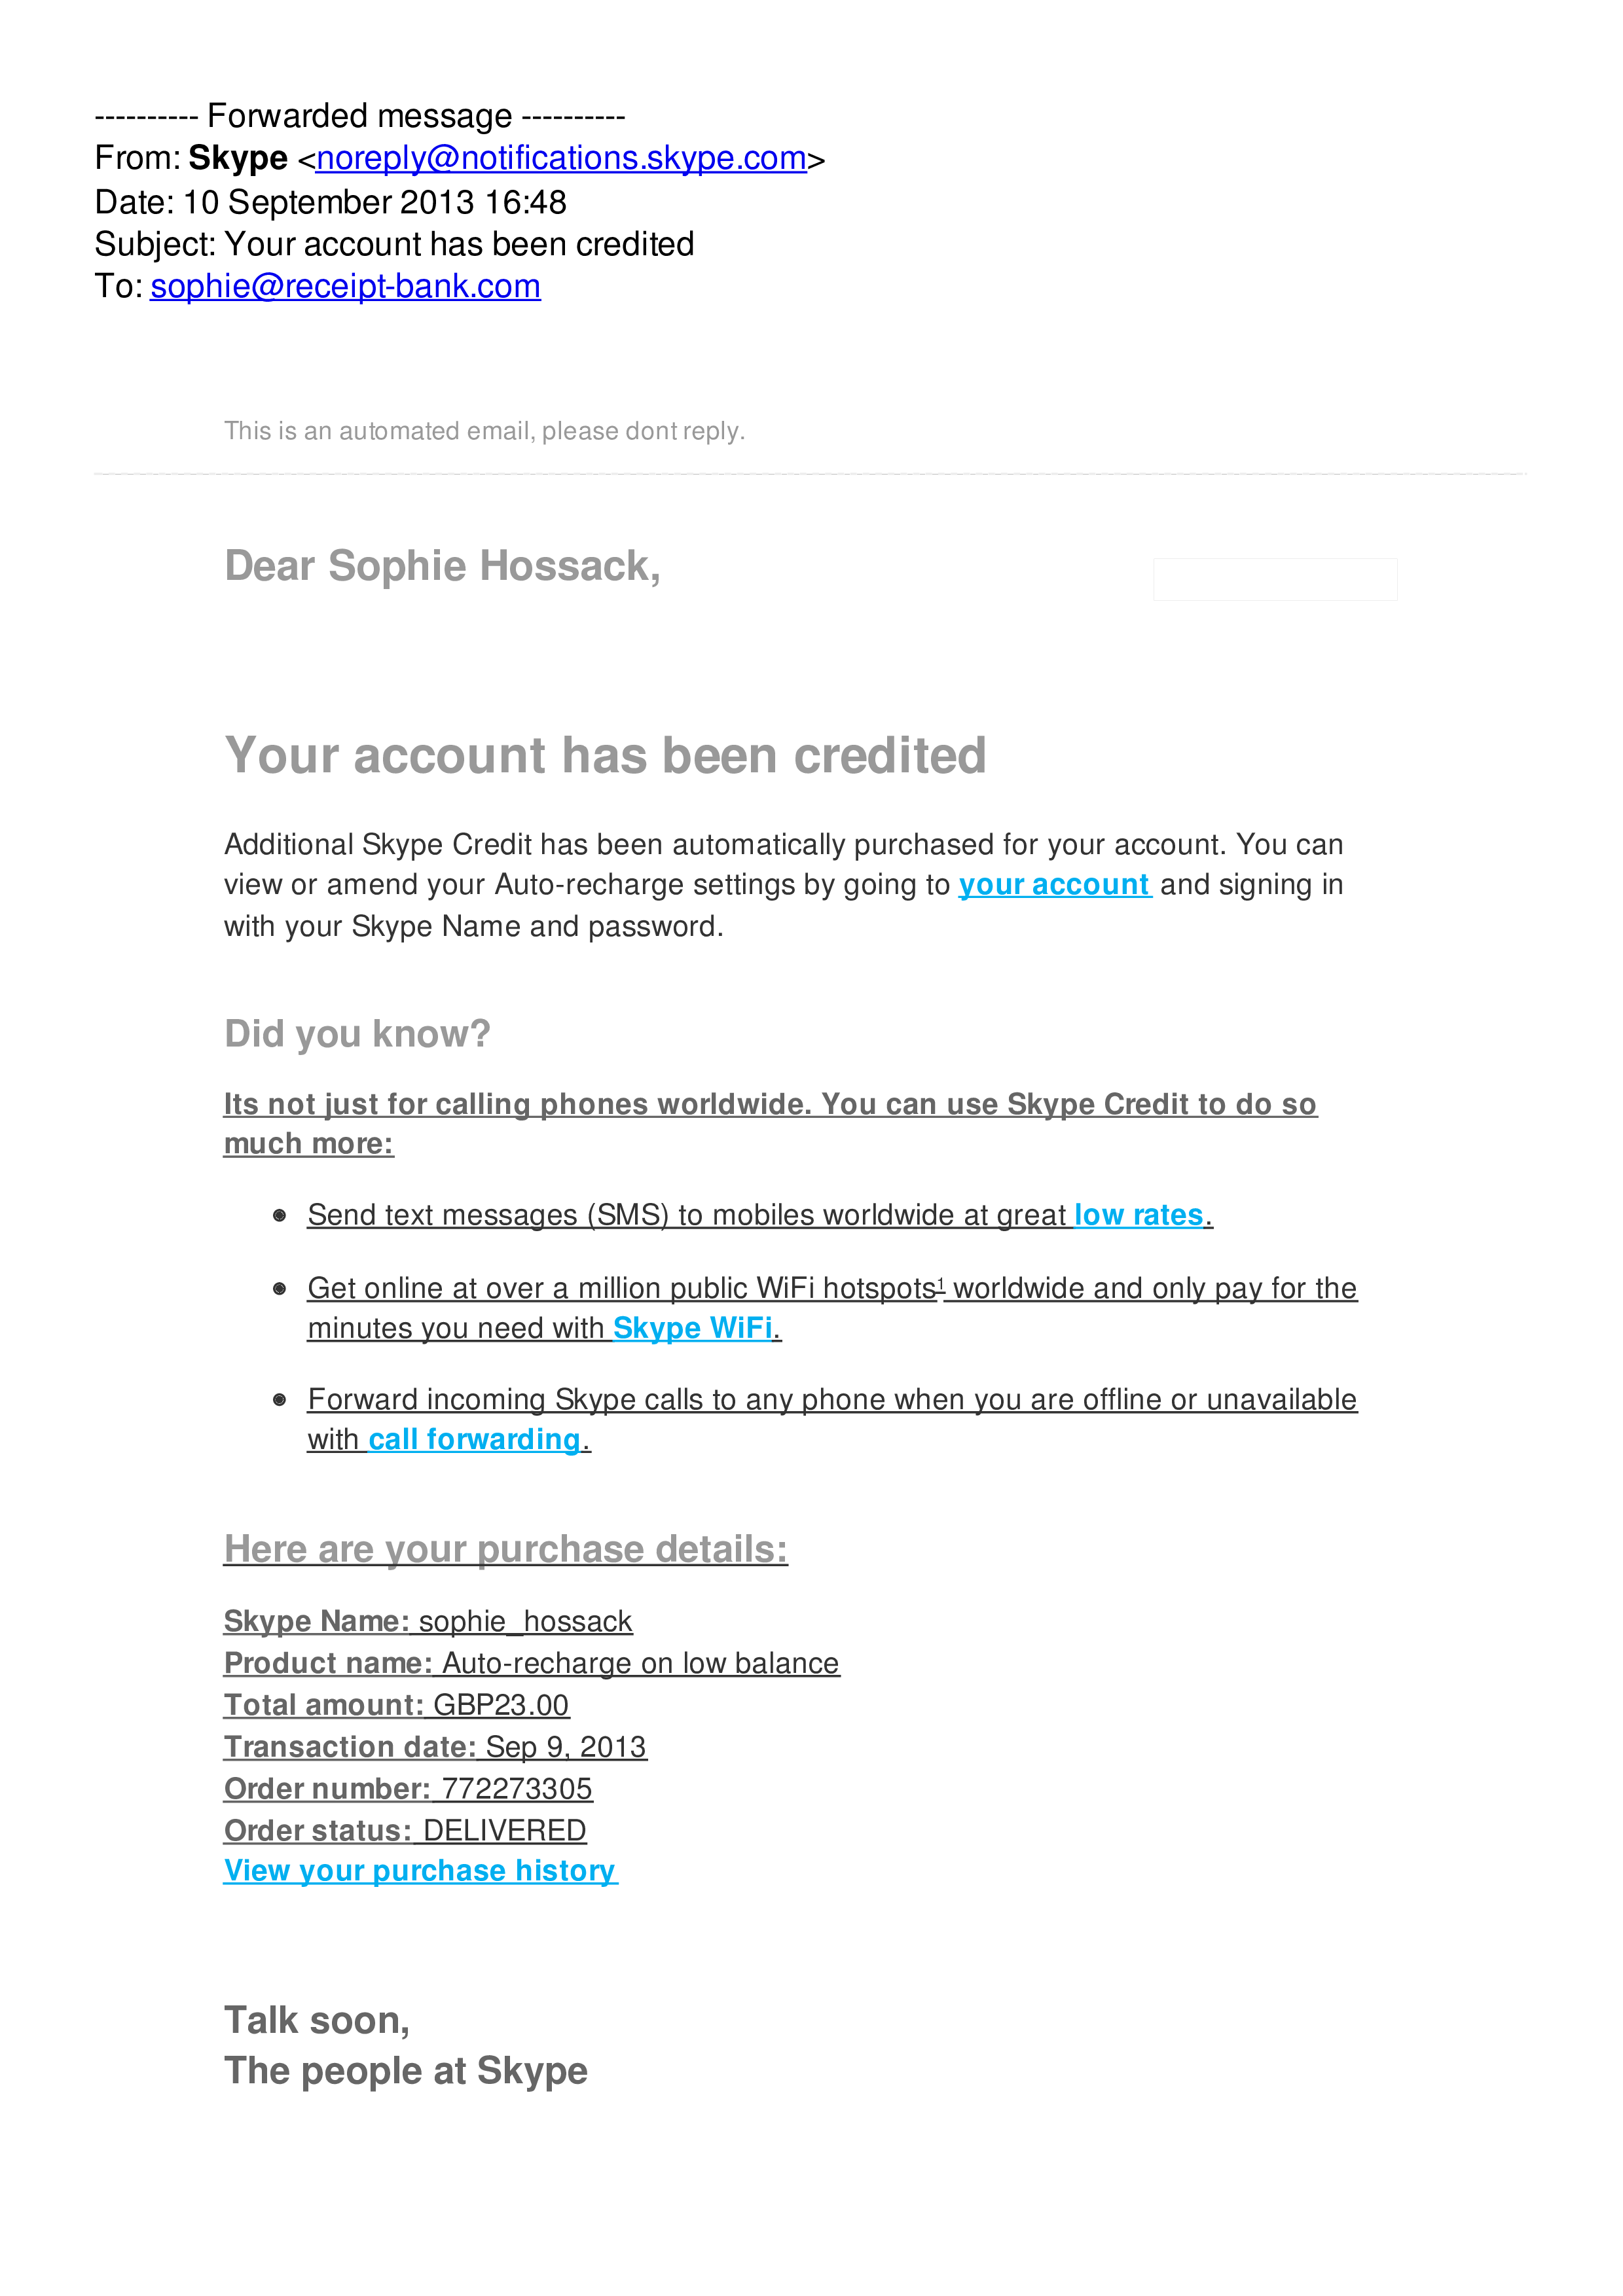 ---------- Forwarded message ----------
From: Skype <noreply@notifications.skype.com>
Date: 10 September 2013 16:48
Subject: Your account has been credited
To: sophie@receipt-bank.com
This is an automated email, please dont reply.
Dear Sophie Hossack,
Your account has been credited
Additional Skype Credit has been automatically purchased for your account. You can
view or amend your Auto-recharge settings by going to your account and signing in
with your Skype Name and password.
Did you know?
Its not just for calling phones worldwide. You can use Skype Credit to do so
much more:
• Send text messages (SMS) to mobiles worldwide at great low rates.
• Get online at over a million public WiFi hotspots¹ worldwide and only pay for the
minutes you need with Skype WiFi.
• Forward incoming Skype calls to any phone when you are offline or unavailable
with call forwarding.
Here are your purchase details:
Skype Name: sophie_hossack
Product name: Auto-recharge on low balance
Total amount: GBP23.00
Transaction date: Sep 9, 2013
Order number: 772273305
Order status: DELIVERED
View your purchase history
Talk soon,
The people at Skype